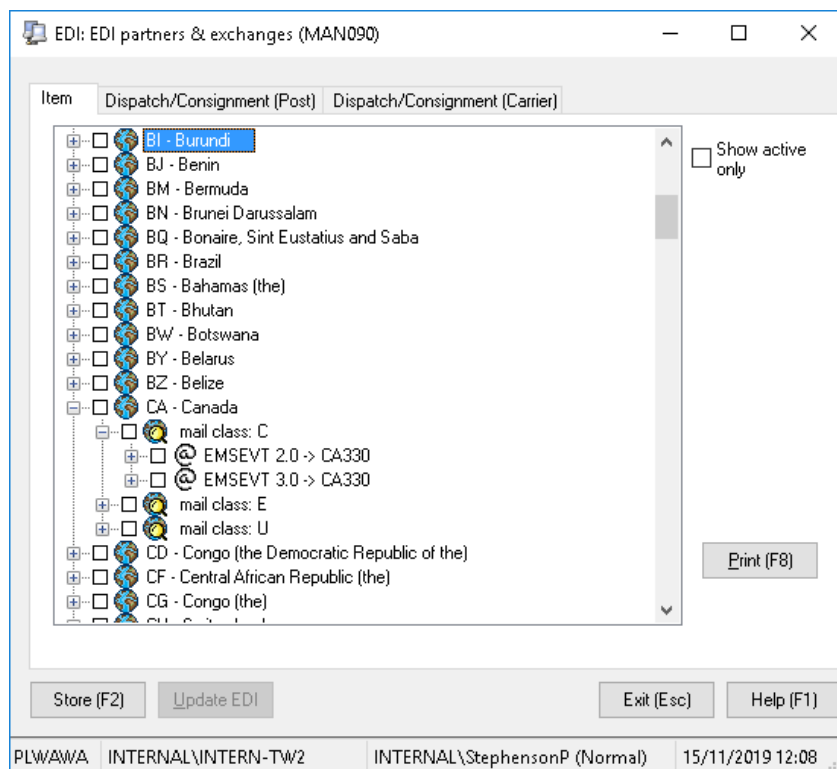 EDI: EDI partners & exchanges (MAN090)
Item
Dispatch/Consignment (Post)
Dispatch/Consignment (Carrier)
BI - Burundi
BJ - Benin
BM - Bermuda
BN - Brunei Darussalam
BQ - Bonaire, Sint Eustatius and Saba
BR - Brazil
BS - Bahamas (the)
BT - Bhutan
BW - Botswana
BY - Belarus
BZ - Belize
CA - Canada
mail class: C
@ EMSEVT 2.0 -> CA330
@ EMSEVT 3.0 -> CA330
mail class: E
mail class: U
CD - Congo (the Democratic Republic of the)
CF - Central African Republic (the)
CG - Congo (the)
Show active
only
Print (F8)
Store (F2)
Update EDI
Exit (Esc)
Help (F1)
PLWAWA INTERNAL\INTERN-TW2 INTERNAL\StephensonP (Normal) 15/11/2019 12:08